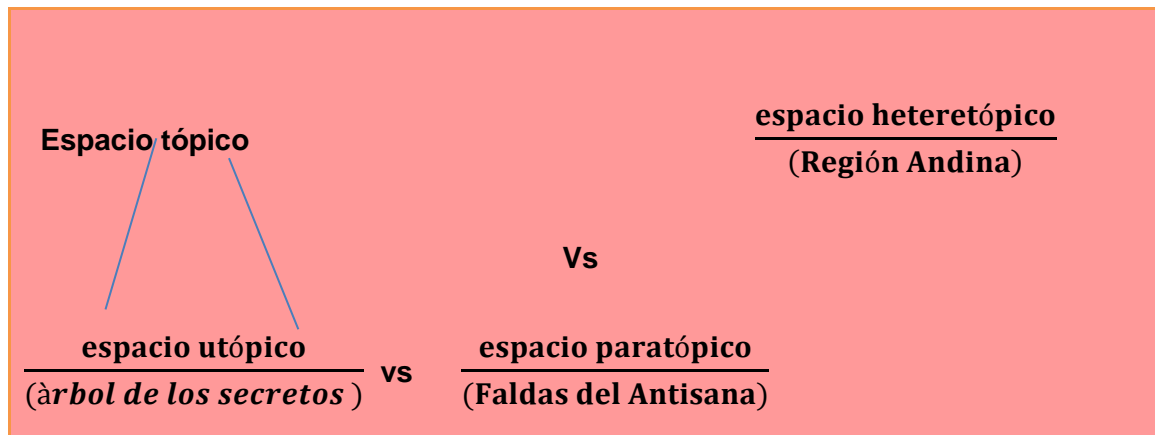 Espacio tópico
espacio heteretópico
(Región Andina)
Vs
espacio utópico
(àrbol de los secretos )
vs
espacio paratópico
(Faldas del Antisana)